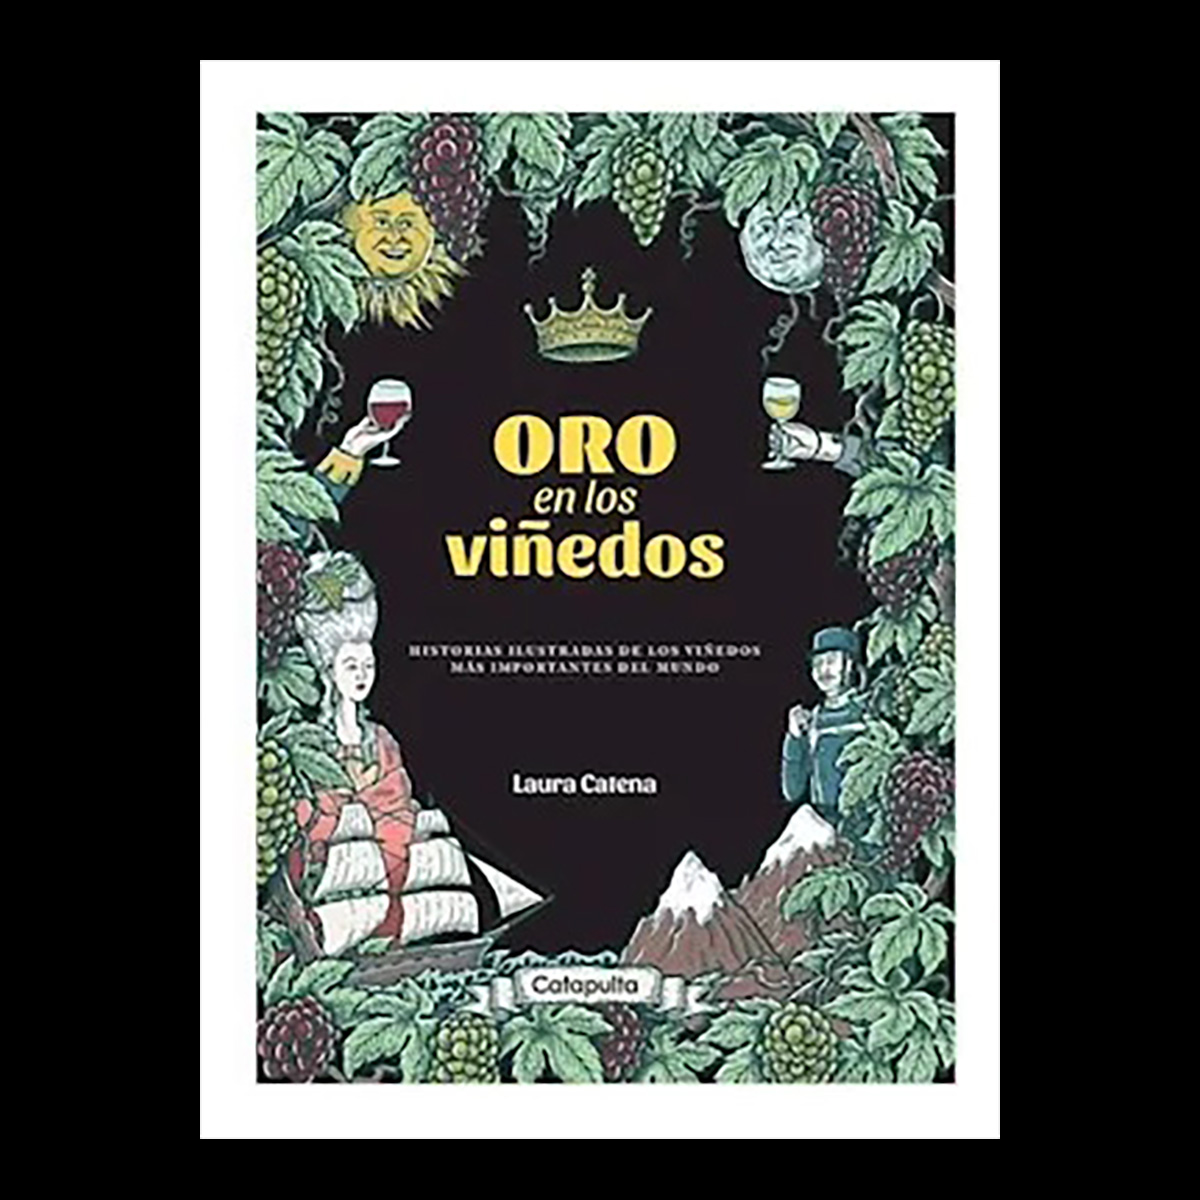 ORO
en los
viñedos
HISTORIAS ILUSTRADAS DE LOS VIÑEDOS
MÁS IMPORTANTES DEL MUNDO
Laura Catena
Catapulta